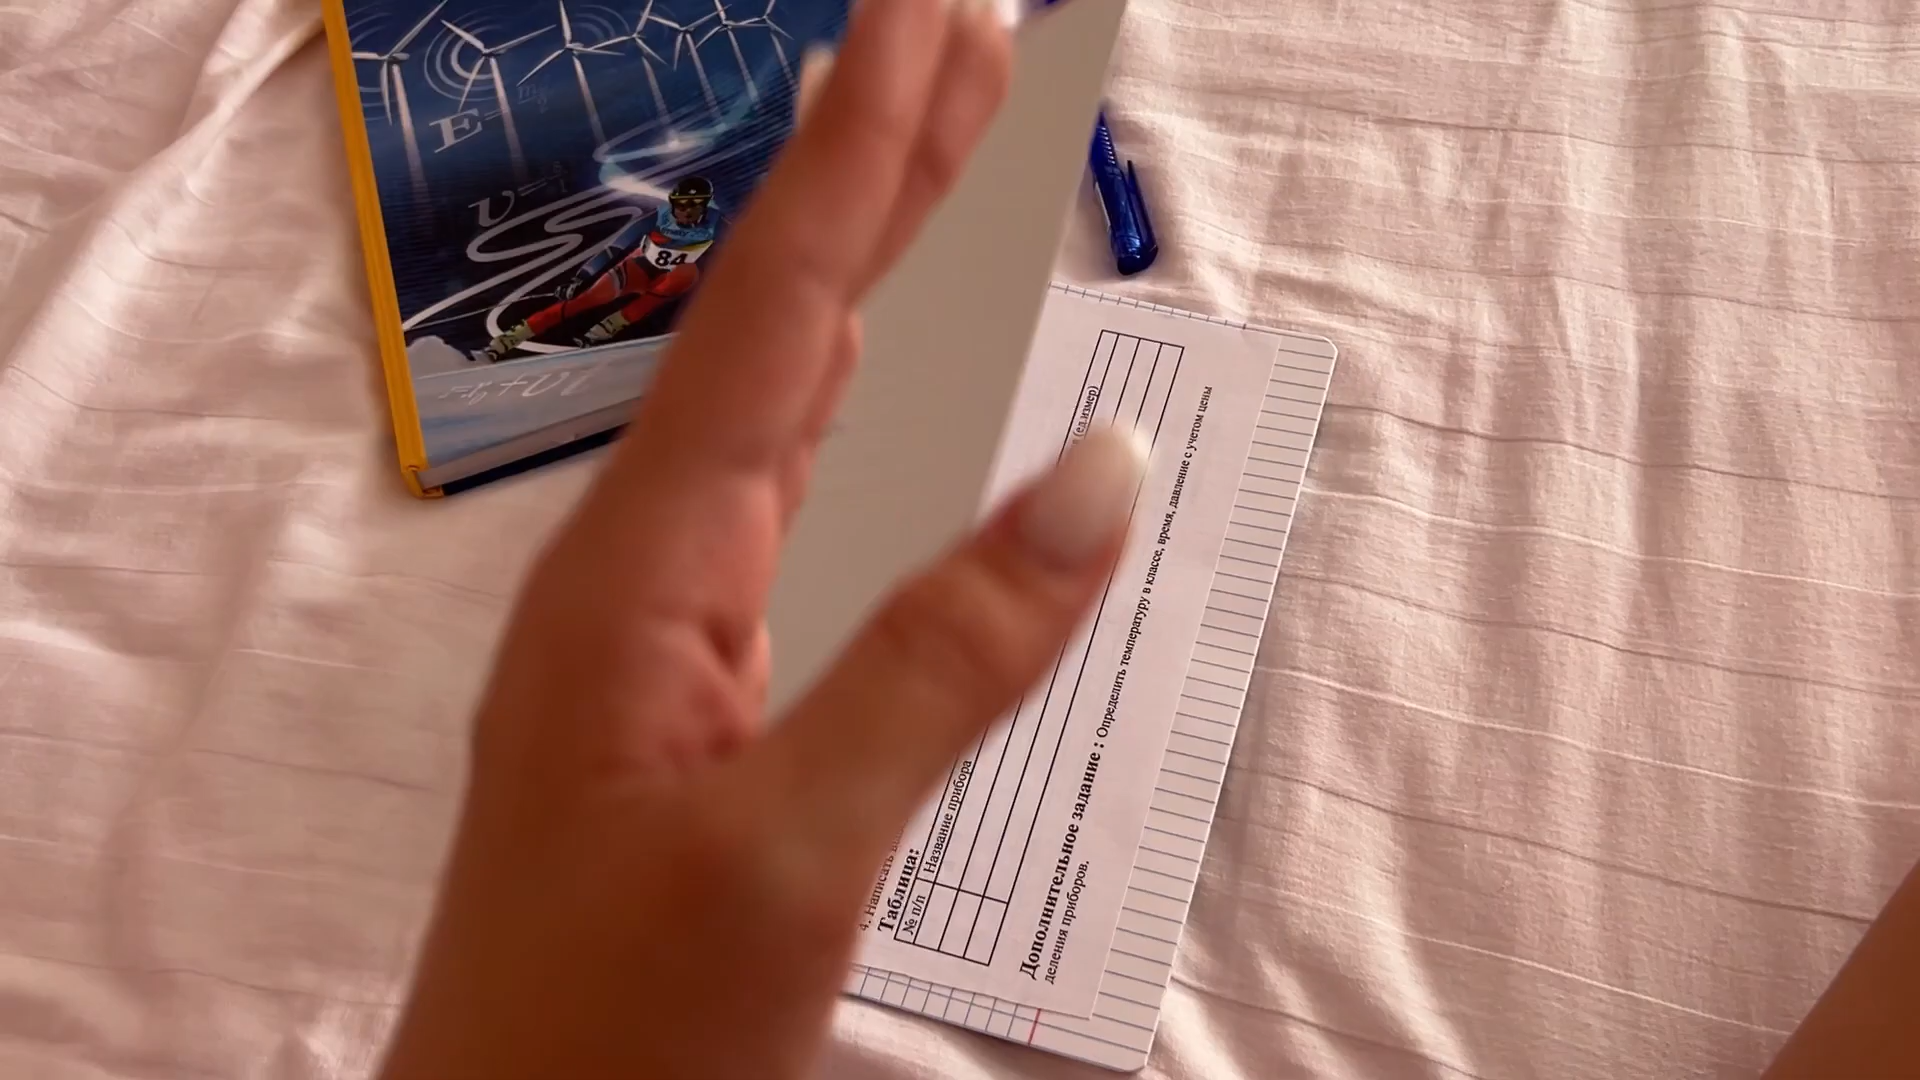 E=
υ=
84
4. Написать
Таблица:
№ п/п Название прибора (ед.измер)
Дополнительное задание : Определить температуру в классе, время, давление с учетом цены
деления приборов.